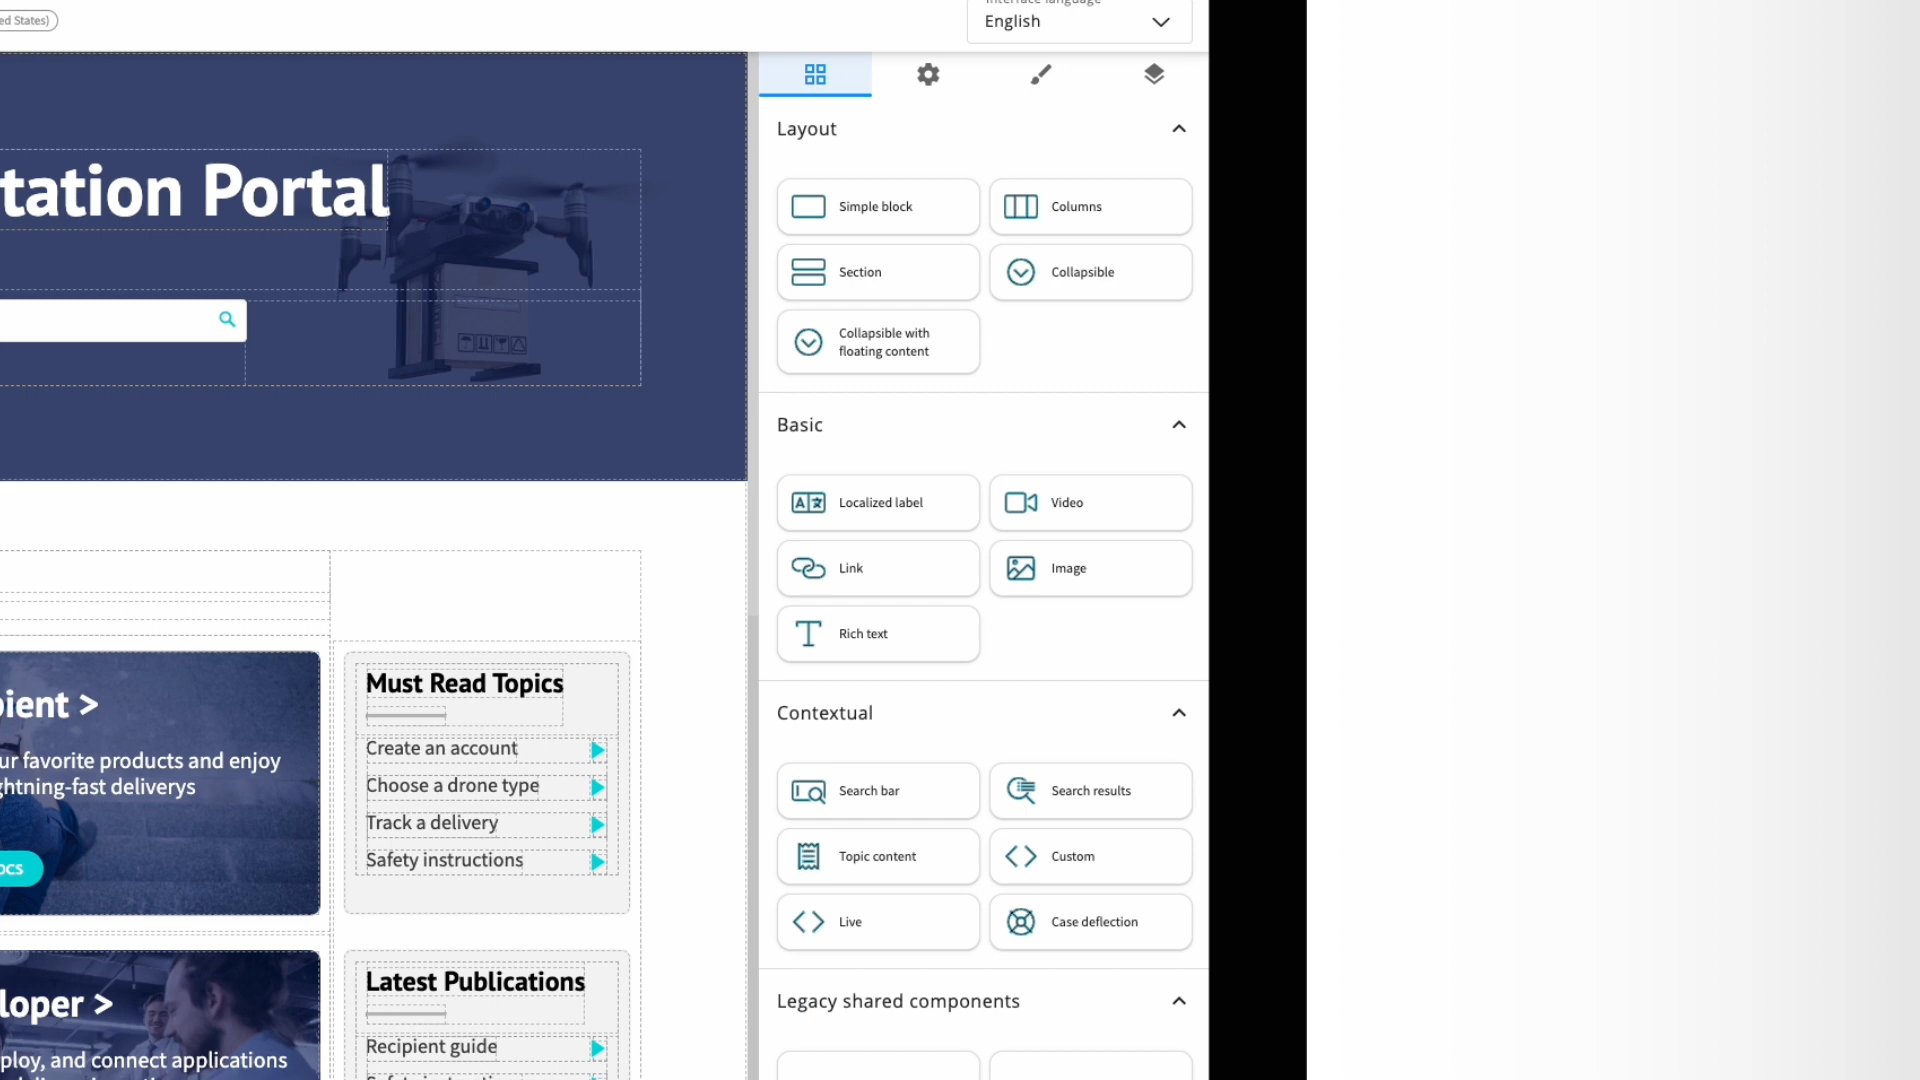 ed States)
English
tation Portal
Layout
Simple block
Columns
Section
Collapsible
Collapsible with
floating content
Basic
Localized label
Video
Link
Image
Rich text
Contextual
Search bar
Search results
Topic content
Custom
Live
Case deflection
Legacy shared components
ient >
ur favorite products and enjoy
ghtning-fast deliverys
ocs
Must Read Topics
Create an account
Choose a drone type
Track a delivery
Safety instructions
loper >
ploy, and connect applications
Latest Publications
Recipient guide